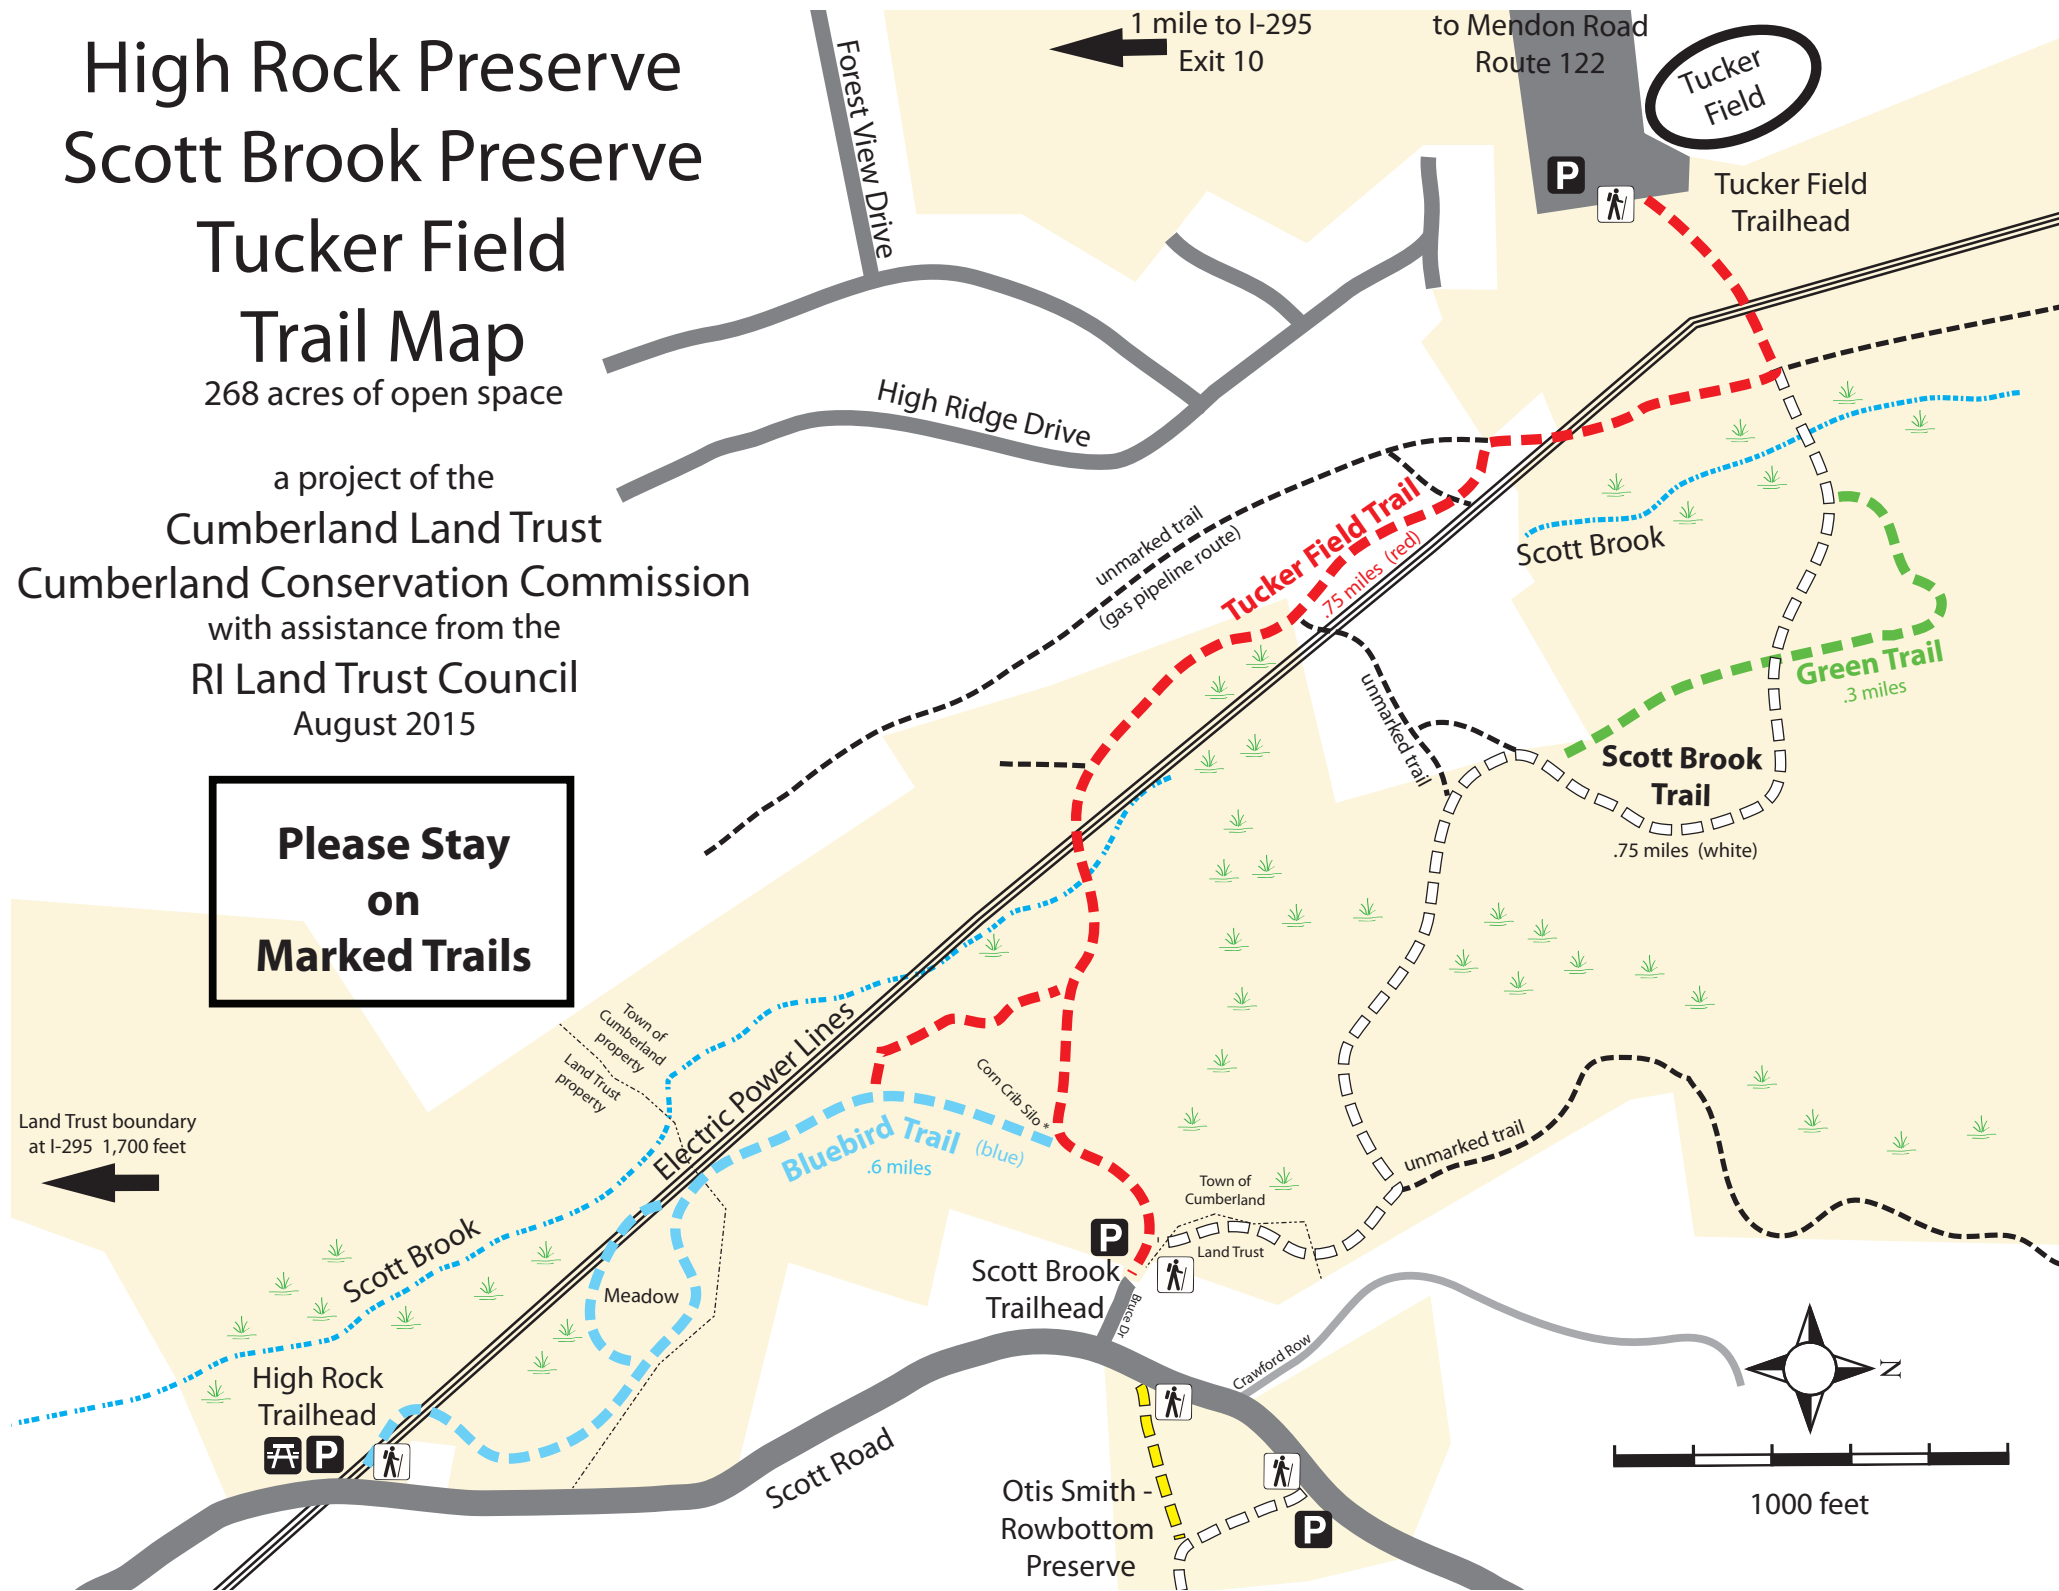 High Rock Preserve
Scott Brook Preserve
Tucker Field
Trail Map
268 acres of open space
a project of the
Cumberland Land Trust
Cumberland Conservation Commission
with assistance from the
RI Land Trust Council
August 2015
Please Stay
on
Marked Trails
1 mile to I-295
Exit 10
to Mendon Road
Route 122
Tucker
Field
P
Tucker Field
Trailhead
Forest View Drive
High Ridge Drive
unmarked trail
(gas pipeline route)
Tucker Field Trail
.75 miles (red)
Scott Brook
unmarked trail
Green Trail
.3 miles
Scott Brook
Trail
.75 miles (white)
Town of
Cumberland
property
Land Trust
property
Electric Power Lines
Corn Crib Silo *
Bluebird Trail (blue)
.6 miles
Land Trust boundary
at I-295 1,700 feet
unmarked trail
Town of
Cumberland
Land Trust
P
Scott Brook
Trailhead
Bruce Dr
Scott Brook
Meadow
Crawford Row
High Rock
Trailhead
P
Scott Road
Otis Smith -
Rowbottom
Preserve
P
N
1000 feet